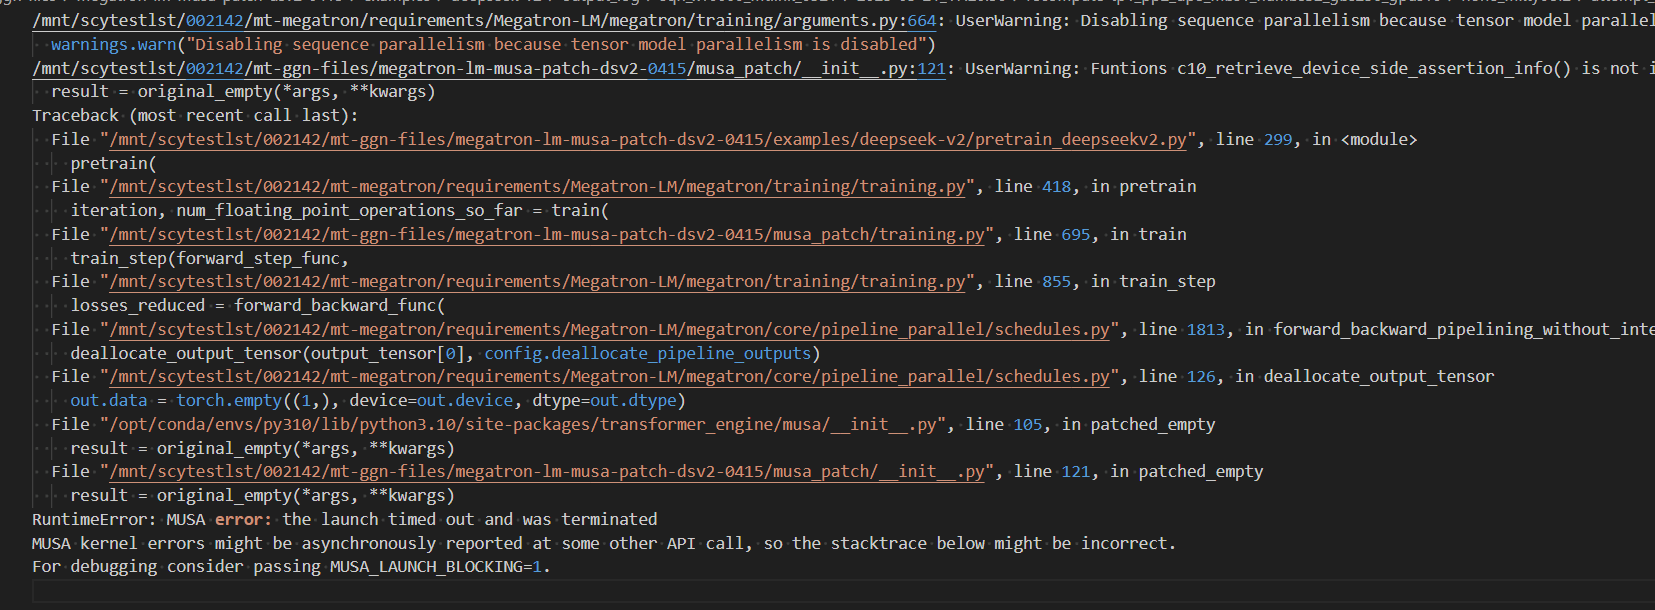 /mnt/scytestlst/002142/mt-megatron/requirements/Megatron-LM/megatron/training/arguments.py:664: UserWarning: Disabling sequence parallelism because tensor model parallel
warnings.warn("Disabling sequence parallelism because tensor model parallelism is disabled")
/mnt/scytestlst/002142/mt-ggn-files/megatron-lm-musa-patch-dsv2-0415/musa_patch/__init__.py:121: UserWarning: Funtions c10_retrieve_device_side_assertion_info() is not i
result = original_empty(*args, **kwargs)
Traceback (most recent call last):
File "/mnt/scytestlst/002142/mt-ggn-files/megatron-lm-musa-patch-dsv2-0415/examples/deepseek-v2/pretrain_deepseekv2.py", line 299, in <module>
pretrain(
File "/mnt/scytestlst/002142/mt-megatron/requirements/Megatron-LM/megatron/training/training.py", line 418, in pretrain
iteration, num_floating_point_operations_so_far = train(
File "/mnt/scytestlst/002142/mt-ggn-files/megatron-lm-musa-patch-dsv2-0415/musa_patch/training.py", line 695, in train
train_step(forward_step_func,
File "/mnt/scytestlst/002142/mt-megatron/requirements/Megatron-LM/megatron/training/training.py", line 855, in train_step
losses_reduced = forward_backward_func(
File "/mnt/scytestlst/002142/mt-megatron/requirements/Megatron-LM/megatron/core/pipeline_parallel/schedules.py", line 1813, in forward_backward_pipelining_without_inte
deallocate_output_tensor(output_tensor[0], config.deallocate_pipeline_outputs)
File "/mnt/scytestlst/002142/mt-megatron/requirements/Megatron-LM/megatron/core/pipeline_parallel/schedules.py", line 126, in deallocate_output_tensor
out.data = torch.empty((1,), device=out.device, dtype=out.dtype)
File "/opt/conda/envs/py310/lib/python3.10/site-packages/transformer_engine/musa/__init__.py", line 105, in patched_empty
result = original_empty(*args, **kwargs)
File "/mnt/scytestlst/002142/mt-ggn-files/megatron-lm-musa-patch-dsv2-0415/musa_patch/__init__.py", line 121, in patched_empty
result = original_empty(*args, **kwargs)
RuntimeError: MUSA error: the launch timed out and was terminated
MUSA kernel errors might be asynchronously reported at some other API call, so the stacktrace below might be incorrect.
For debugging consider passing MUSA_LAUNCH_BLOCKING=1.